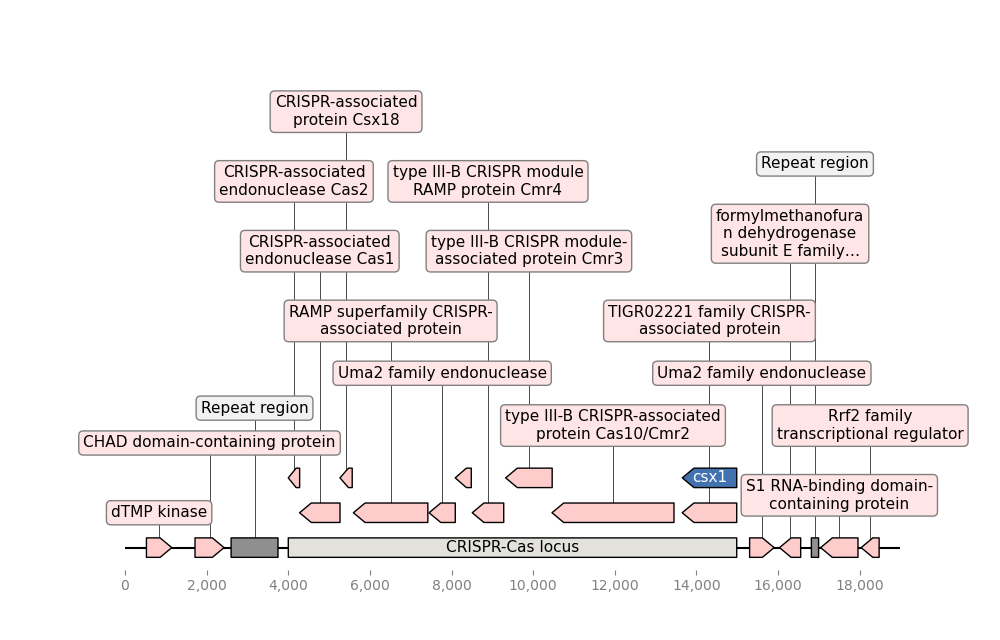 CRISPR-associated
protein Csx18
Repeat region
CRISPR-associated
endonuclease Cas2
type III-B CRISPR module
RAMP protein Cmr4
formylmethanofura
n dehydrogenase
subunit E family…
CRISPR-associated
endonuclease Cas1
type III-B CRISPR module-
associated protein Cmr3
RAMP superfamily CRISPR-
associated protein
TIGR02221 family CRISPR-
associated protein
Uma2 family endonuclease
Uma2 family endonuclease
Repeat region
type III-B CRISPR-associated
protein Cas10/Cmr2
Rrf2 family
transcriptional regulator
CHAD domain-containing protein
csx1
S1 RNA-binding domain-
containing protein
dTMP kinase
CRISPR-Cas locus
0 2,000 4,000 6,000 8,000 10,000 12,000 14,000 16,000 18,000